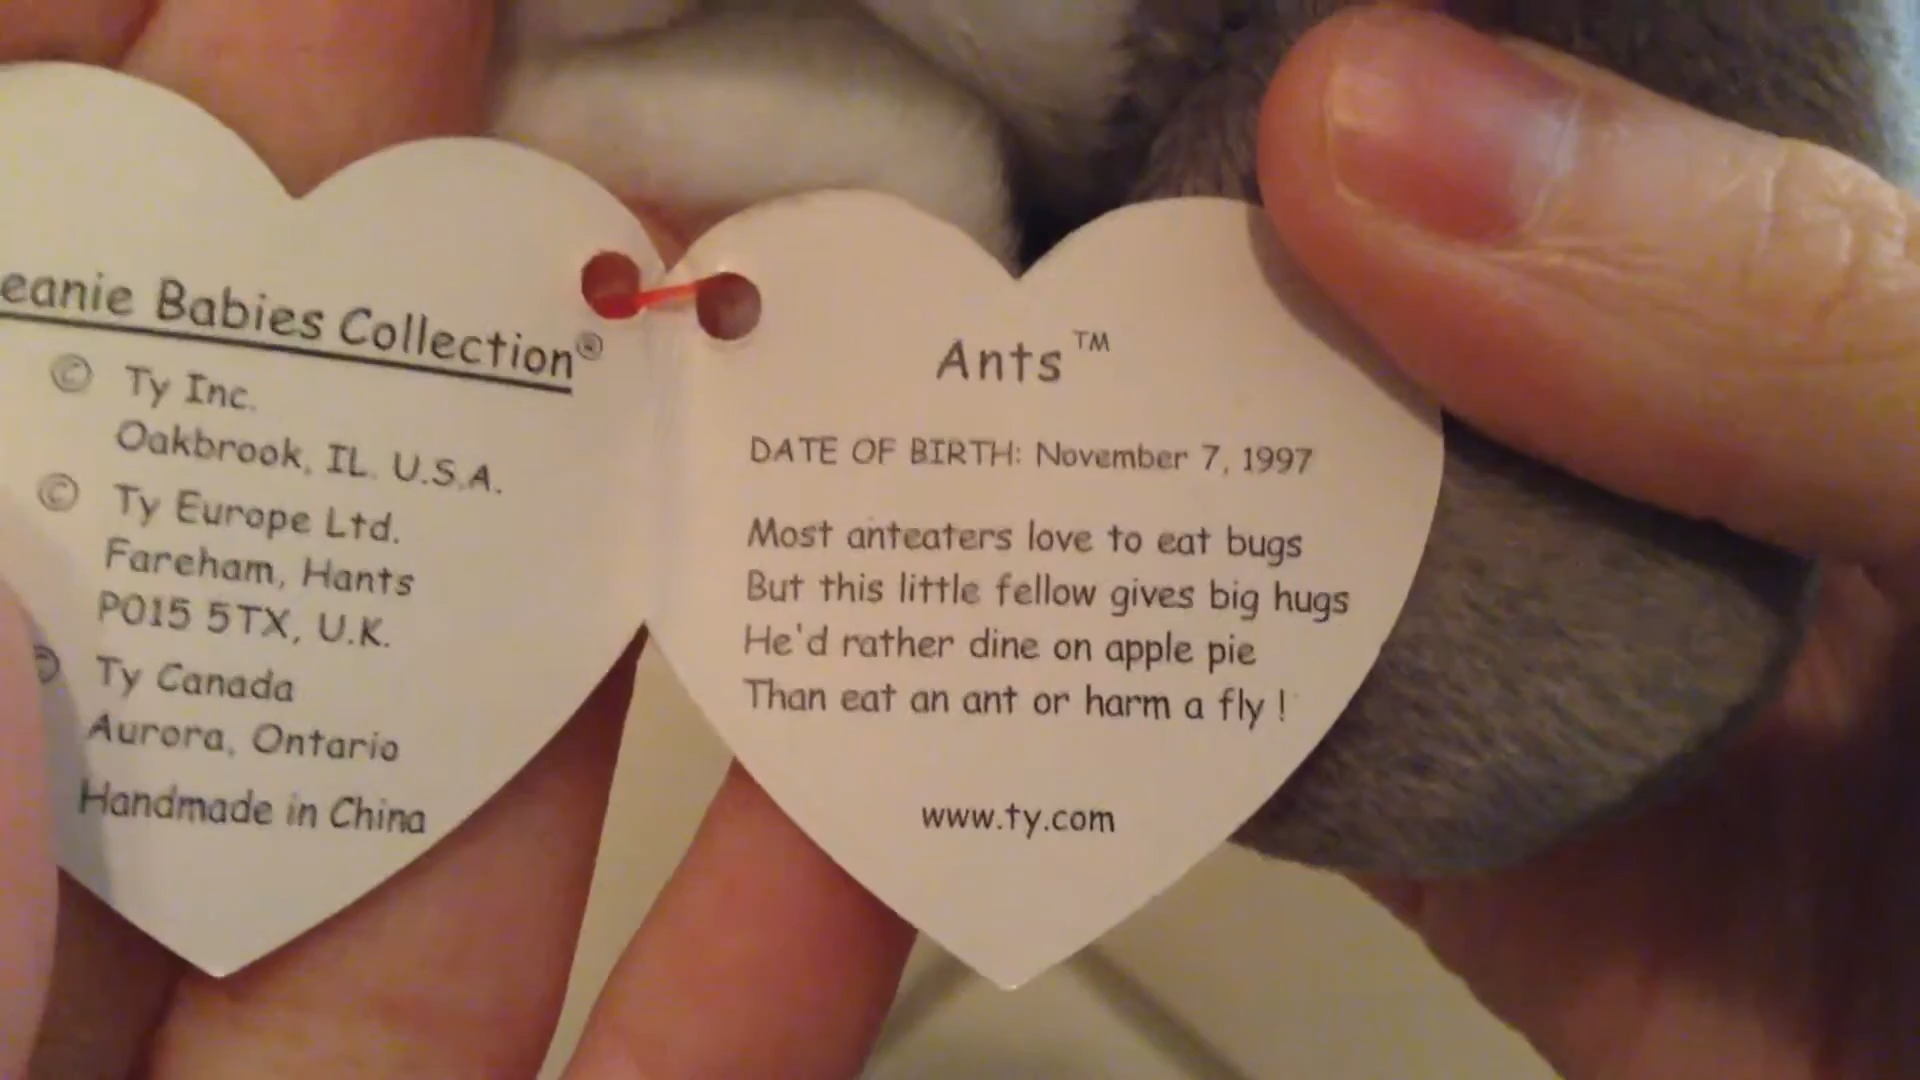 eanie Babies Collection®
© Ty Inc.
Oakbrook, IL. U.S.A.
© Ty Europe Ltd.
Fareham, Hants
PO15 5TX, U.K.
© Ty Canada
Aurora, Ontario
Handmade in China
Ants™
DATE OF BIRTH: November 7, 1997
Most anteaters love to eat bugs
But this little fellow gives big hugs
He'd rather dine on apple pie
Than eat an ant or harm a fly !
www.ty.com